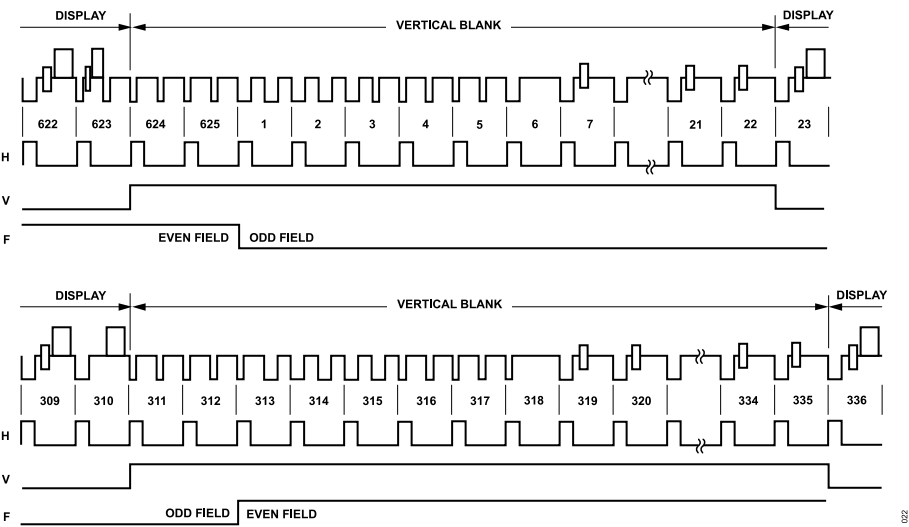 DISPLAY VERTICAL BLANK DISPLAY
622 623 624 625 1 2 3 4 5 6 7 21 22 23
H
V
F EVEN FIELD ODD FIELD
DISPLAY VERTICAL BLANK DISPLAY
309 310 311 312 313 314 315 316 317 318 319 320 334 335 336
H
V
F ODD FIELD EVEN FIELD
022